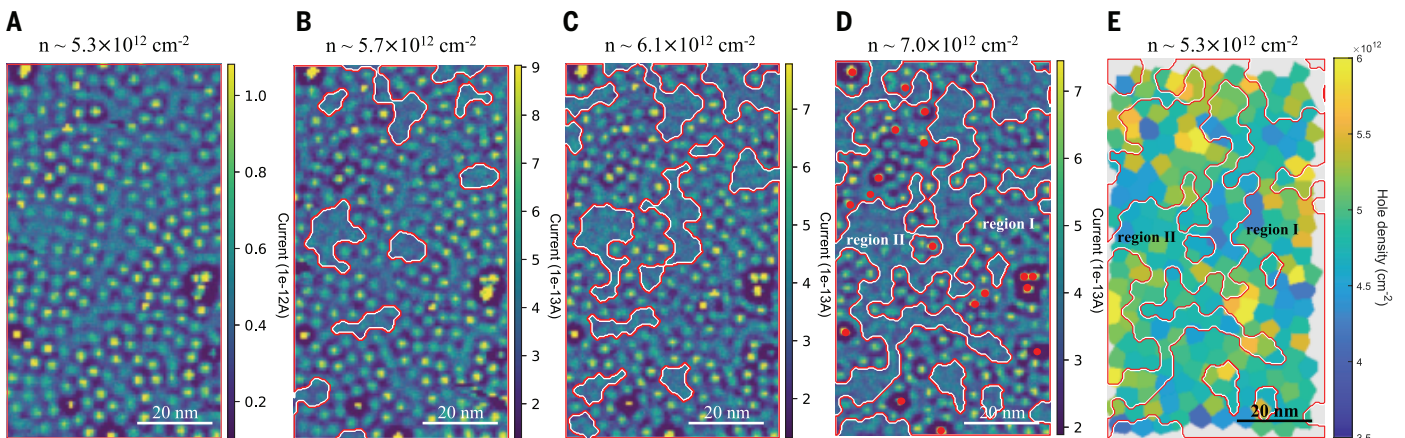 A
n ~ 5.3×10¹² cm⁻²
1.0
0.8
0.6
0.4
0.2
Current (1e-12A)
20 nm
B
n ~ 5.7×10¹² cm⁻²
9
8
7
6
5
4
3
2
Current (1e-13A)
20 nm
C
n ~ 6.1×10¹² cm⁻²
7
6
5
4
3
2
Current (1e-13A)
20 nm
D
n ~ 7.0×10¹² cm⁻²
region I
region II
7
6
5
4
3
2
Current (1e-13A)
20 nm
E
n ~ 5.3×10¹² cm⁻²
region I
region II
20 nm
×10¹²
6
5.5
5
4.5
4
3.5
Hole density (cm⁻²)